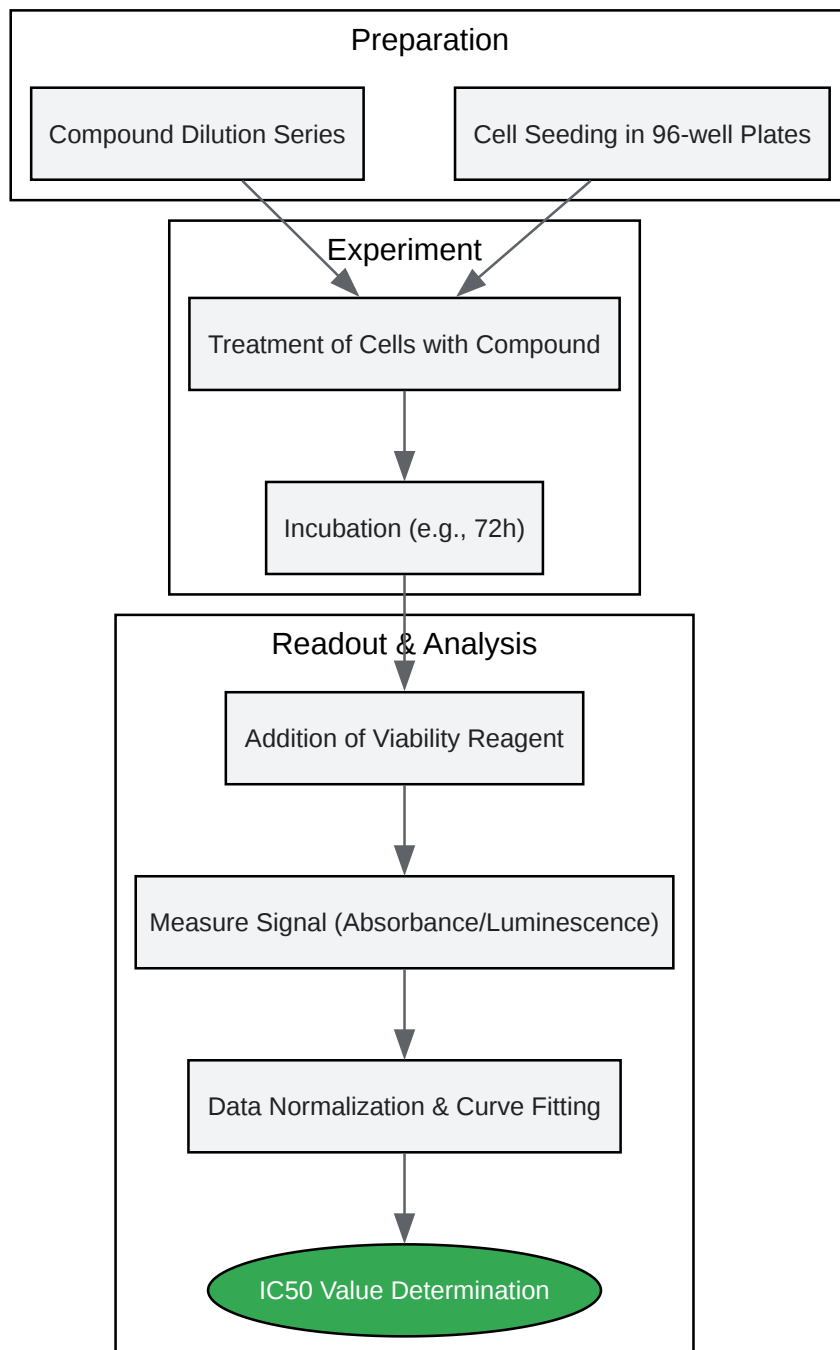 Preparation
Compound Dilution Series
Cell Seeding in 96-well Plates
Experiment
Treatment of Cells with Compound
Incubation (e.g., 72h)
Readout & Analysis
Addition of Viability Reagent
Measure Signal (Absorbance/Luminescence)
Data Normalization & Curve Fitting
IC50 Value Determination